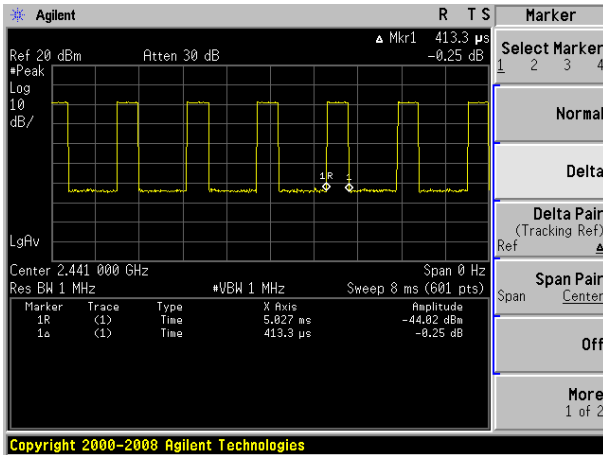 Agilent R T S
Δ Mkr1 413.3 µs
Ref 20 dBm Atten 30 dB -0.25 dB
#Peak
Log
10
dB/
1R 1
LgAv
Center 2.441 000 GHz Span 0 Hz
Res BW 1 MHz #VBW 1 MHz Sweep 8 ms (601 pts)
Marker Trace Type X Axis Amplitude
1R (1) Time 5.027 ms -44.02 dBm
1Δ (1) Time 413.3 µs -0.25 dB
Copyright 2000-2008 Agilent Technologies
Marker
Select Marker
1 2 3 4
Normal
Delta
Delta Pair
(Tracking Ref)
Ref Δ
Span Pair
Span Center
Off
More
1 of 2